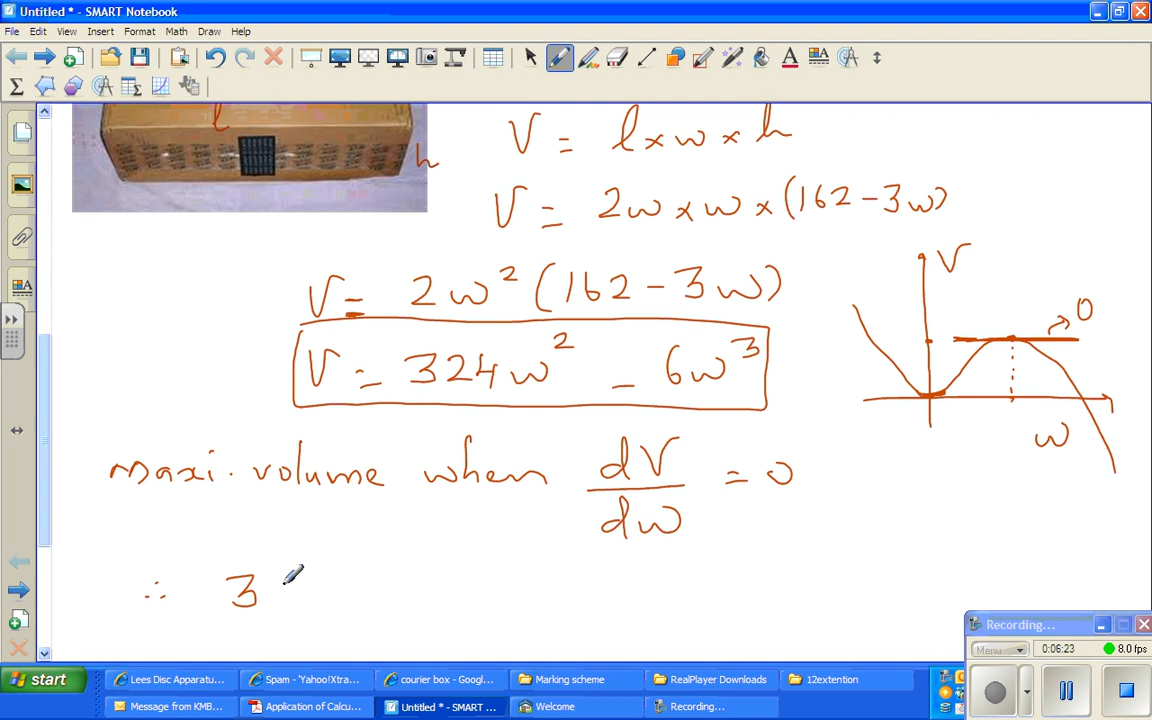 Untitled * - SMART Notebook
File Edit View Insert Format Math Draw Help
l
h
V = l x w x h
V = 2w x w x (162 - 3w)
V = 2w² (162 - 3w)
V = 324w² - 6w³
V
0
w
Maxi. volume when dV/dw = 0
∴ 3
Recording...
Menu
0:06:23
8.0 fps
start
Lees Disc Apparatu...
Spam - 'Yahoo!Xtra...
courier box - Googl...
Marking scheme
RealPlayer Downloads
12extention
Message from KMB...
Application of Calcu...
Untitled * - SMART ...
Welcome
Recording...